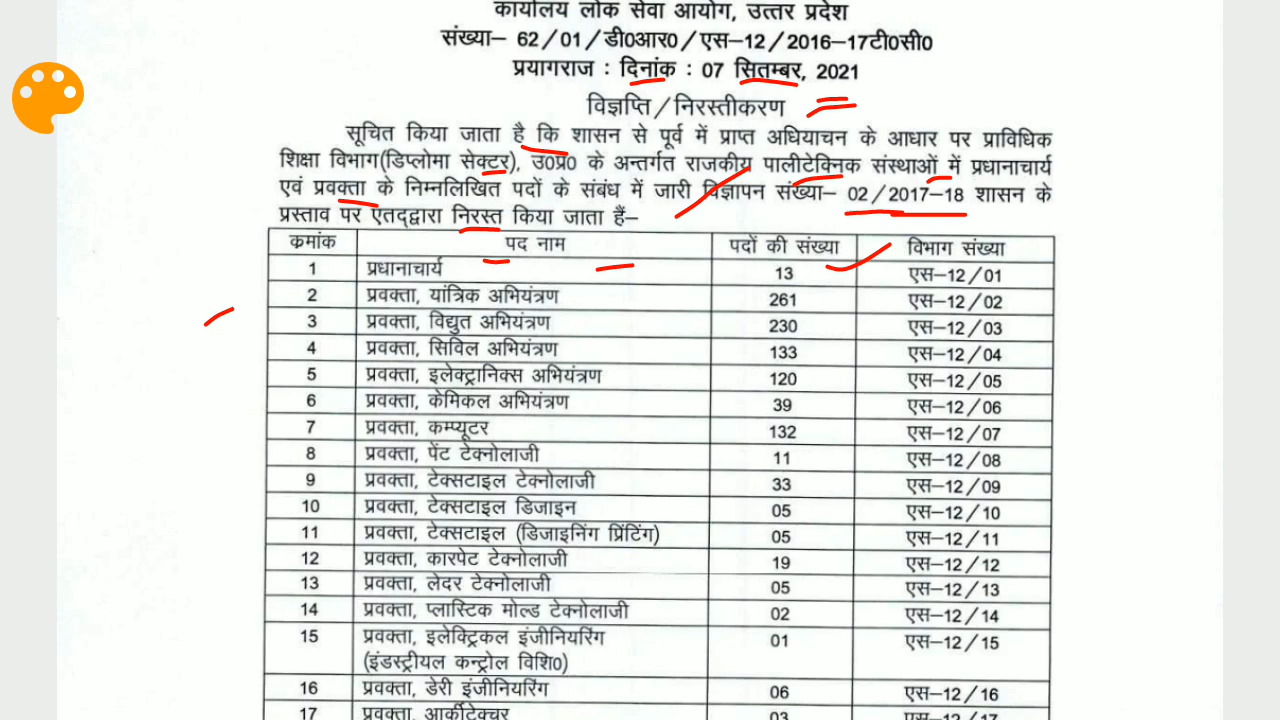 कार्यालय लोक सेवा आयोग, उत्तर प्रदेश
संख्या– 62/01/डी0आर0/एस–12/2016–17टी0सी0
प्रयागराज : दिनांक : 07 सितम्बर, 2021
विज्ञप्ति/निरस्तीकरण
सूचित किया जाता है कि शासन से पूर्व में प्राप्त अधियाचन के आधार पर प्राविधिक
शिक्षा विभाग(डिप्लोमा सेक्टर), उ0प्र0 के अन्तर्गत राजकीय पालीटेक्निक संस्थाओं में प्रधानाचार्य
एवं प्रवक्ता के निम्नलिखित पदों के संबंध में जारी विज्ञापन संख्या– 02/2017–18 शासन के
प्रस्ताव पर एतद्द्वारा निरस्त किया जाता हैं–
क्रमांक पद नाम पदों की संख्या विभाग संख्या
1 प्रधानाचार्य 13 एस–12/01
2 प्रवक्ता, यांत्रिक अभियंत्रण 261 एस–12/02
3 प्रवक्ता, विद्युत अभियंत्रण 230 एस–12/03
4 प्रवक्ता, सिविल अभियंत्रण 133 एस–12/04
5 प्रवक्ता, इलेक्ट्रानिक्स अभियंत्रण 120 एस–12/05
6 प्रवक्ता, केमिकल अभियंत्रण 39 एस–12/06
7 प्रवक्ता, कम्प्यूटर 132 एस–12/07
8 प्रवक्ता, पेंट टेक्नोलाजी 11 एस–12/08
9 प्रवक्ता, टेक्सटाइल टेक्नोलाजी 33 एस–12/09
10 प्रवक्ता, टेक्सटाइल डिजाइन 05 एस–12/10
11 प्रवक्ता, टेक्सटाइल (डिजाइनिंग प्रिंटिंग) 05 एस–12/11
12 प्रवक्ता, कारपेट टेक्नोलाजी 19 एस–12/12
13 प्रवक्ता, लेदर टेक्नोलाजी 05 एस–12/13
14 प्रवक्ता, प्लास्टिक मोल्ड टेक्नोलाजी 02 एस–12/14
15 प्रवक्ता, इलेक्ट्रिकल इंजीनियरिंग 01 एस–12/15
(इंडस्ट्रीयल कन्ट्रोल विशि0)
16 प्रवक्ता, डेरी इंजीनियरिंग 06 एस–12/16
17 प्रवक्ता, आर्कीटेक्चर 03 एस–12/17